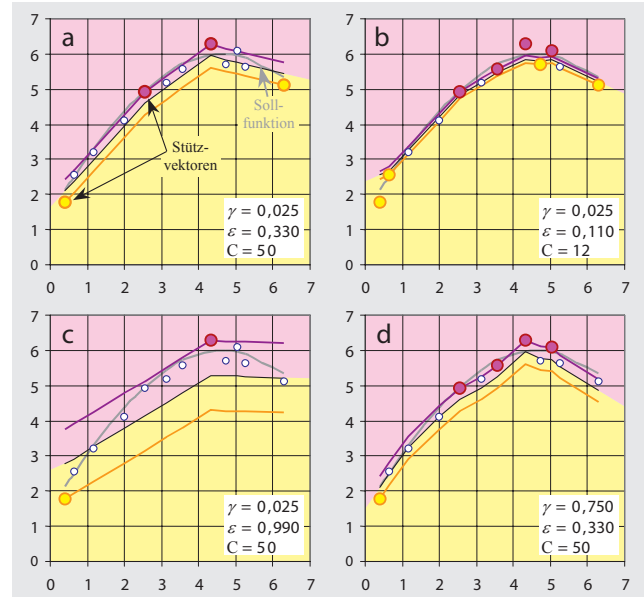 a
7
6
5
4
3
2
1
0
0 1 2 3 4 5 6 7
Soll-
funktion
Stütz-
vektoren
γ = 0,025
ε = 0,330
C = 50
b
7
6
5
4
3
2
1
0
0 1 2 3 4 5 6 7
γ = 0,025
ε = 0,110
C = 12
c
7
6
5
4
3
2
1
0
0 1 2 3 4 5 6 7
γ = 0,025
ε = 0,990
C = 50
d
7
6
5
4
3
2
1
0
0 1 2 3 4 5 6 7
γ = 0,750
ε = 0,330
C = 50